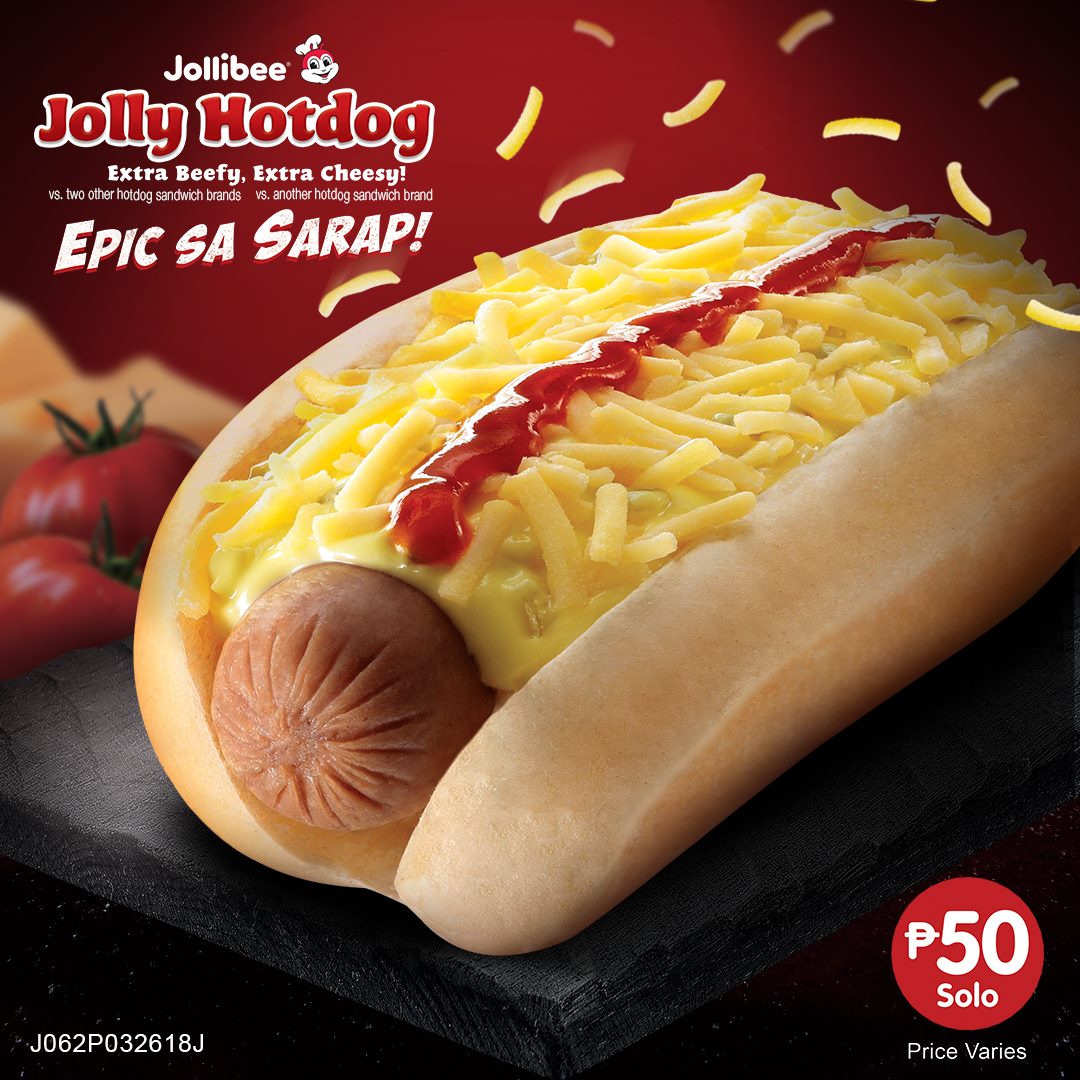 Jollibee
Jolly Hotdog
Extra Beefy, Extra Cheesy!
vs. two other hotdog sandwich brands vs. another hotdog sandwich brand
EPIC SA SARAP!
₱50
Solo
J062P032618J
Price Varies